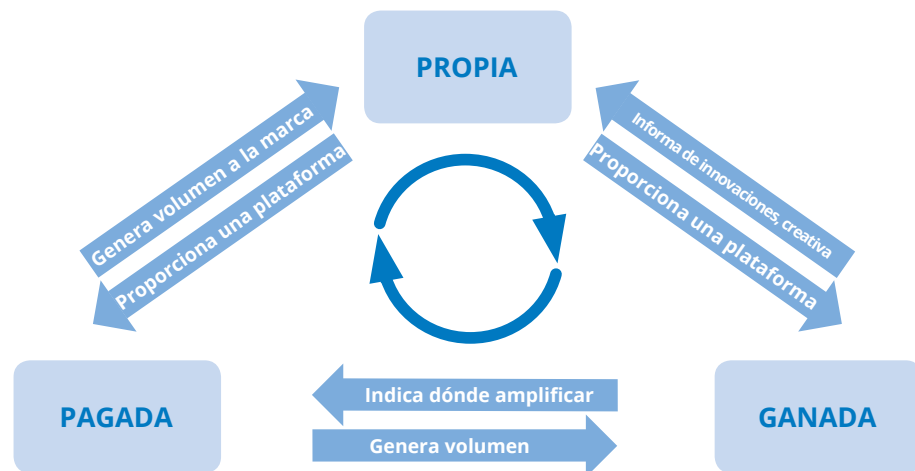 PROPIA
Genera volumen a la marca
Proporciona una plataforma
Informa de innovaciones, creativa
Proporciona una plataforma
PAGADA
Indica dónde amplificar
Genera volumen
GANADA